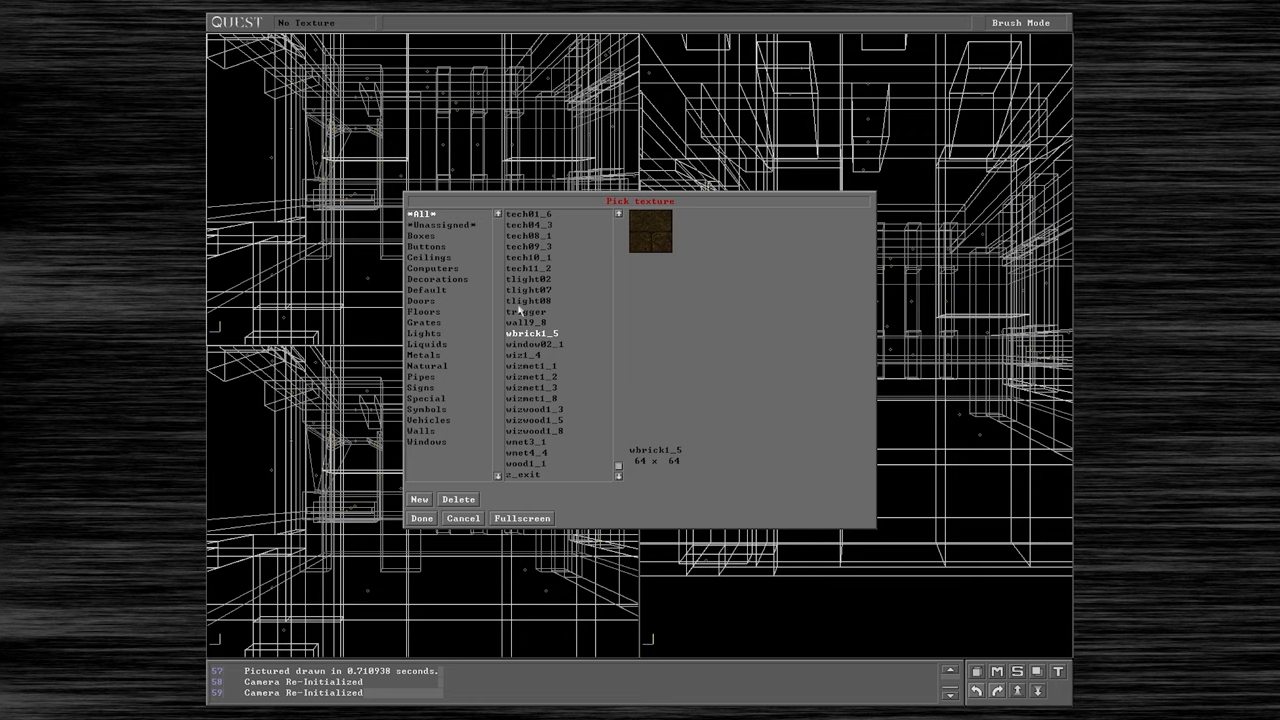 QUEST No Texture Brush Mode
Pick texture
*All*
*Unassigned*
Boxes
Buttons
Ceilings
Computers
Decorations
Default
Doors
Floors
Grates
Lights
Liquids
Metals
Natural
Pipes
Signs
Special
Symbols
Vehicles
Walls
Windows
tech01_6
tech04_3
tech08_1
tech09_3
tech10_1
tech11_2
tlight02
tlight07
tlight08
trigger
wall9_8
wbrick1_5
window02_1
wiz1_4
wizmet1_1
wizmet1_2
wizmet1_3
wizmet1_8
wizwood1_3
wizwood1_5
wizwood1_8
wmet3_1
wmet4_4
wood1_1
z_exit
wbrick1_5
64 x 64
New Delete
Done Cancel Fullscreen
57 Pictured drawn in 0.710938 seconds.
58 Camera Re-Initialized
59 Camera Re-Initialized
M S T